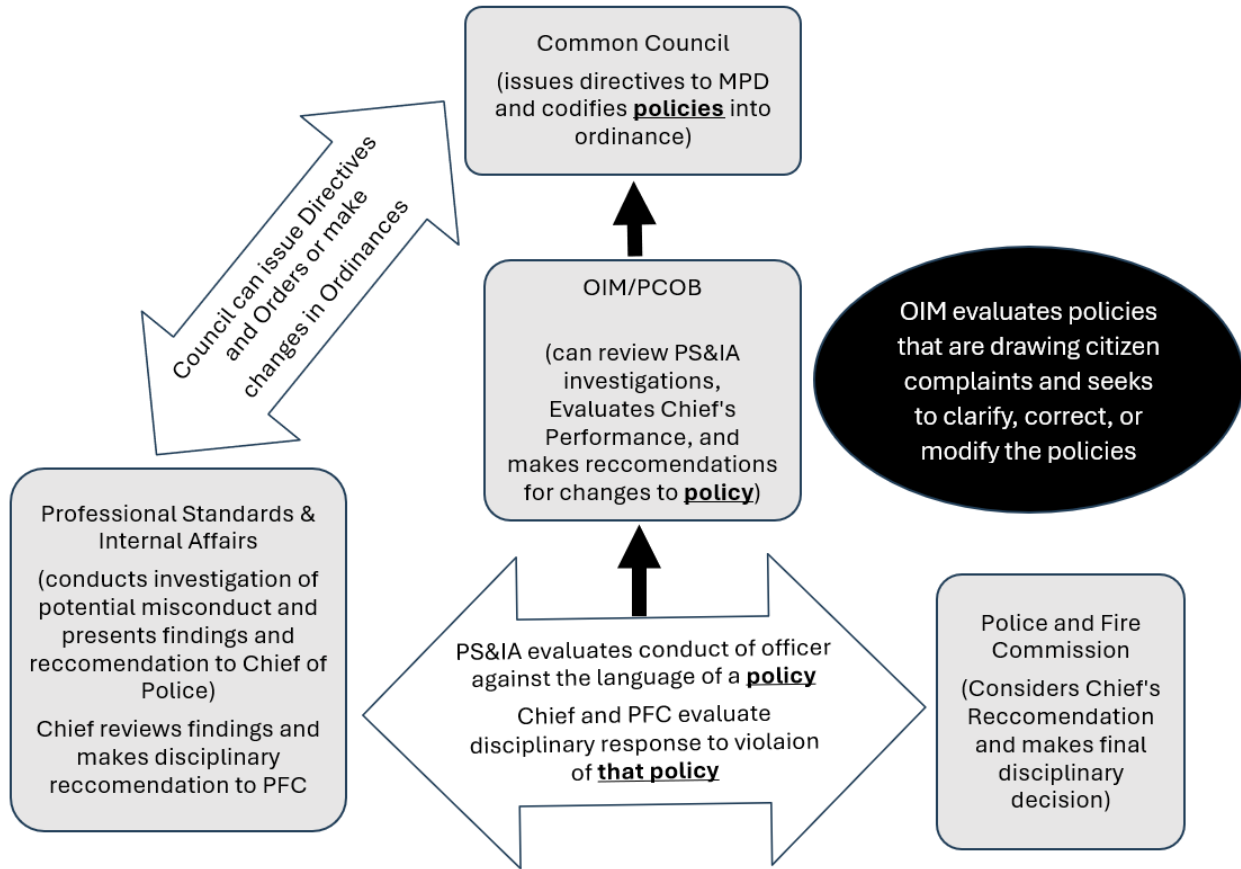 Common Council
(issues directives to MPD
and codifies policies into
ordinance)
Council can issue Directives
and Orders or make
changes in Ordinances
OIM/PCOB
(can review PS&IA
investigations,
Evaluates Chief's
Performance, and
makes reccomendations
for changes to policy)
OIM evaluates policies
that are drawing citizen
complaints and seeks
to clarify, correct, or
modify the policies
Professional Standards &
Internal Affairs
(conducts investigation of
potential misconduct and
presents findings and
reccomendation to Chief of
Police)
Chief reviews findings and
makes disciplinary
reccomendation to PFC
PS&IA evaluates conduct of officer
against the language of a policy
Chief and PFC evaluate
disciplinary response to violaion
of that policy
Police and Fire
Commission
(Considers Chief's
Reccomendation
and makes final
disciplinary
decision)